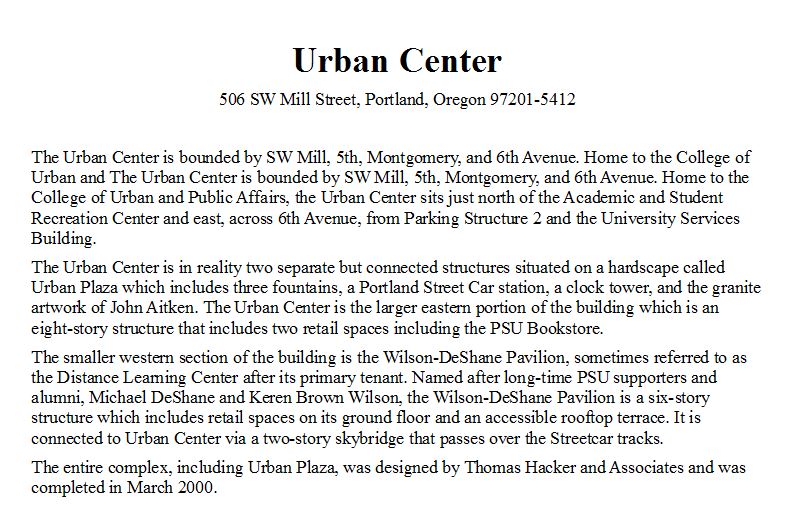 Urban Center
506 SW Mill Street, Portland, Oregon 97201-5412
The Urban Center is bounded by SW Mill, 5th, Montgomery, and 6th Avenue. Home to the College of
Urban and The Urban Center is bounded by SW Mill, 5th, Montgomery, and 6th Avenue. Home to the
College of Urban and Public Affairs, the Urban Center sits just north of the Academic and Student
Recreation Center and east, across 6th Avenue, from Parking Structure 2 and the University Services
Building.
The Urban Center is in reality two separate but connected structures situated on a hardscape called
Urban Plaza which includes three fountains, a Portland Street Car station, a clock tower, and the granite
artwork of John Aitken. The Urban Center is the larger eastern portion of the building which is an
eight-story structure that includes two retail spaces including the PSU Bookstore.
The smaller western section of the building is the Wilson-DeShane Pavilion, sometimes referred to as
the Distance Learning Center after its primary tenant. Named after long-time PSU supporters and
alumni, Michael DeShane and Keren Brown Wilson, the Wilson-DeShane Pavilion is a six-story
structure which includes retail spaces on its ground floor and an accessible rooftop terrace. It is
connected to Urban Center via a two-story skybridge that passes over the Streetcar tracks.
The entire complex, including Urban Plaza, was designed by Thomas Hacker and Associates and was
completed in March 2000.